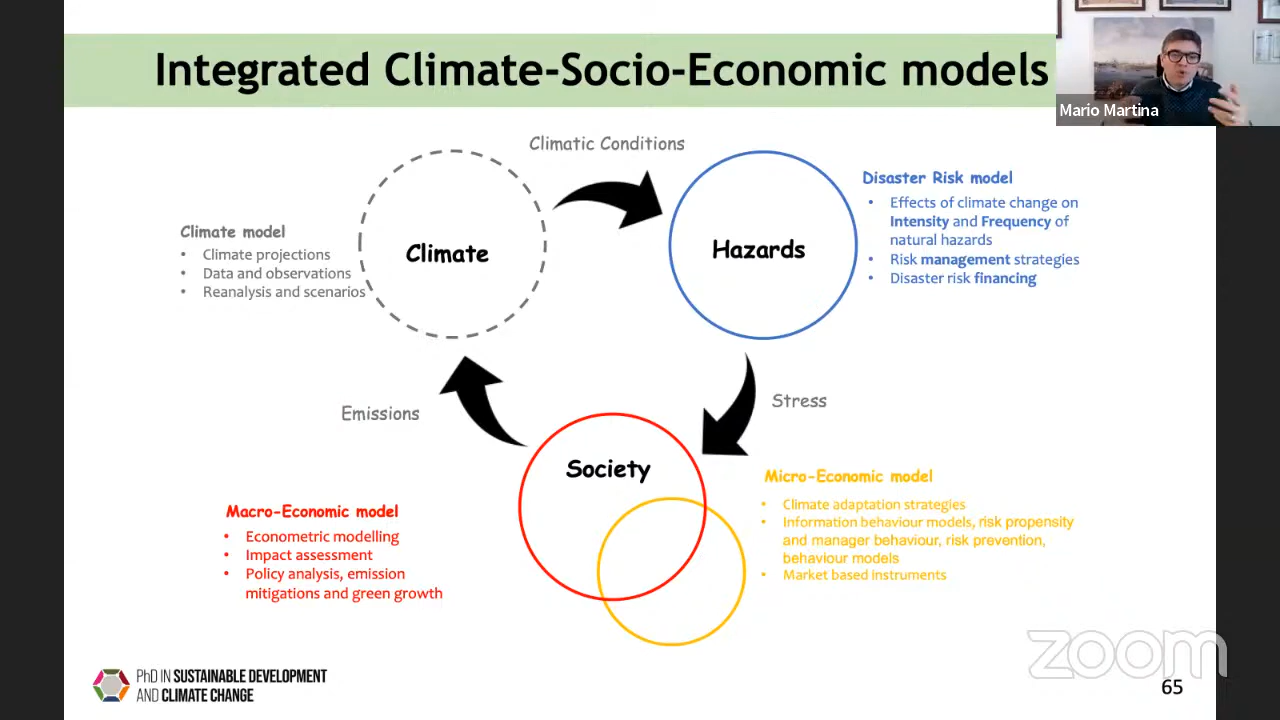 Integrated Climate-Socio-Economic models
Mario Martina
Climatic Conditions
Disaster Risk model
• Effects of climate change on
Intensity and Frequency of
natural hazards
• Risk management strategies
• Disaster risk financing
Climate model
• Climate projections
• Data and observations
• Reanalysis and scenarios
Climate
Hazards
Emissions
Stress
Society
Micro-Economic model
• Climate adaptation strategies
• Information behaviour models, risk propensity
and manager behaviour, risk prevention,
behaviour models
• Market based instruments
Macro-Economic model
• Econometric modelling
• Impact assessment
• Policy analysis, emission
mitigations and green growth
zoom
PhD IN SUSTAINABLE DEVELOPMENT
AND CLIMATE CHANGE
65